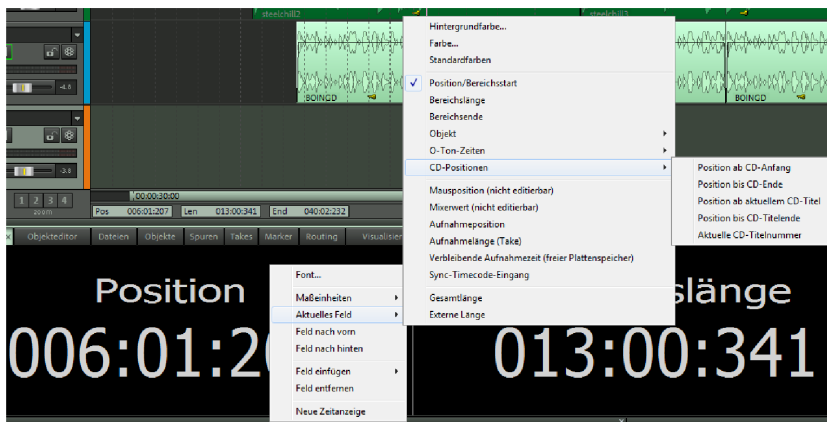 steelchill2
steelchill3
Hintergrundfarbe...
Farbe...
Standardfarben
Position/Bereichsstart
Bereichslänge
Bereichsende
Objekt
O-Ton-Zeiten
CD-Positionen
Mausposition (nicht editierbar)
Mixerwert (nicht editierbar)
Aufnahmeposition
Aufnahmelänge (Take)
Verbleibende Aufnahmezeit (freier Plattenspeicher)
Sync-Timecode-Eingang
Gesamtlänge
Externe Länge
Position ab CD-Anfang
Position bis CD-Ende
Position ab aktuellem CD-Titel
Position bis CD-Titelende
Aktuelle CD-Titelnummer
-4.8
BOINGD
BOINGD
-3.8
1 2 3 4
zoom
00:00:30:00
Pos 006:01:207 Len 013:00:341 End 040:02:232
Objekteditor Dateien Objekte Spuren Takes Marker Routing Visualisier
Font...
Maßeinheiten
Aktuelles Feld
Feld nach vorn
Feld nach hinten
Feld einfügen
Feld entfernen
Neue Zeitanzeige
Position
slänge
006:01:20
013:00:341